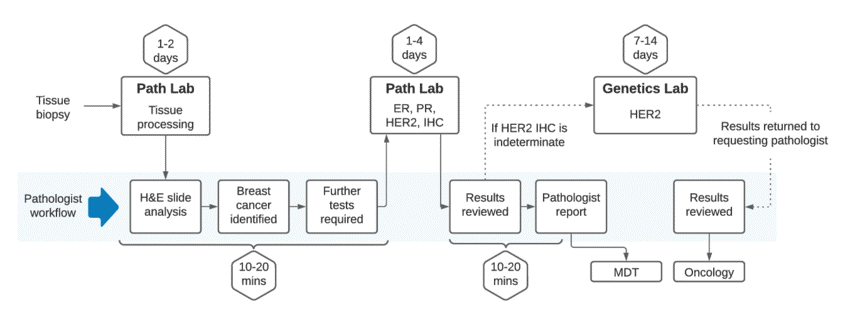 1-2
days
1-4
days
7-14
days
Path Lab
Tissue
processing
Path Lab
ER, PR,
HER2, IHC
Genetics Lab
HER2
Tissue
biopsy
If HER2 IHC is
indeterminate
Results returned to
requesting pathologist
Pathologist
workflow
H&E slide
analysis
Breast
cancer
identified
Further
tests
required
Results
reviewed
Pathologist
report
Results
reviewed
10-20
mins
10-20
mins
MDT
Oncology